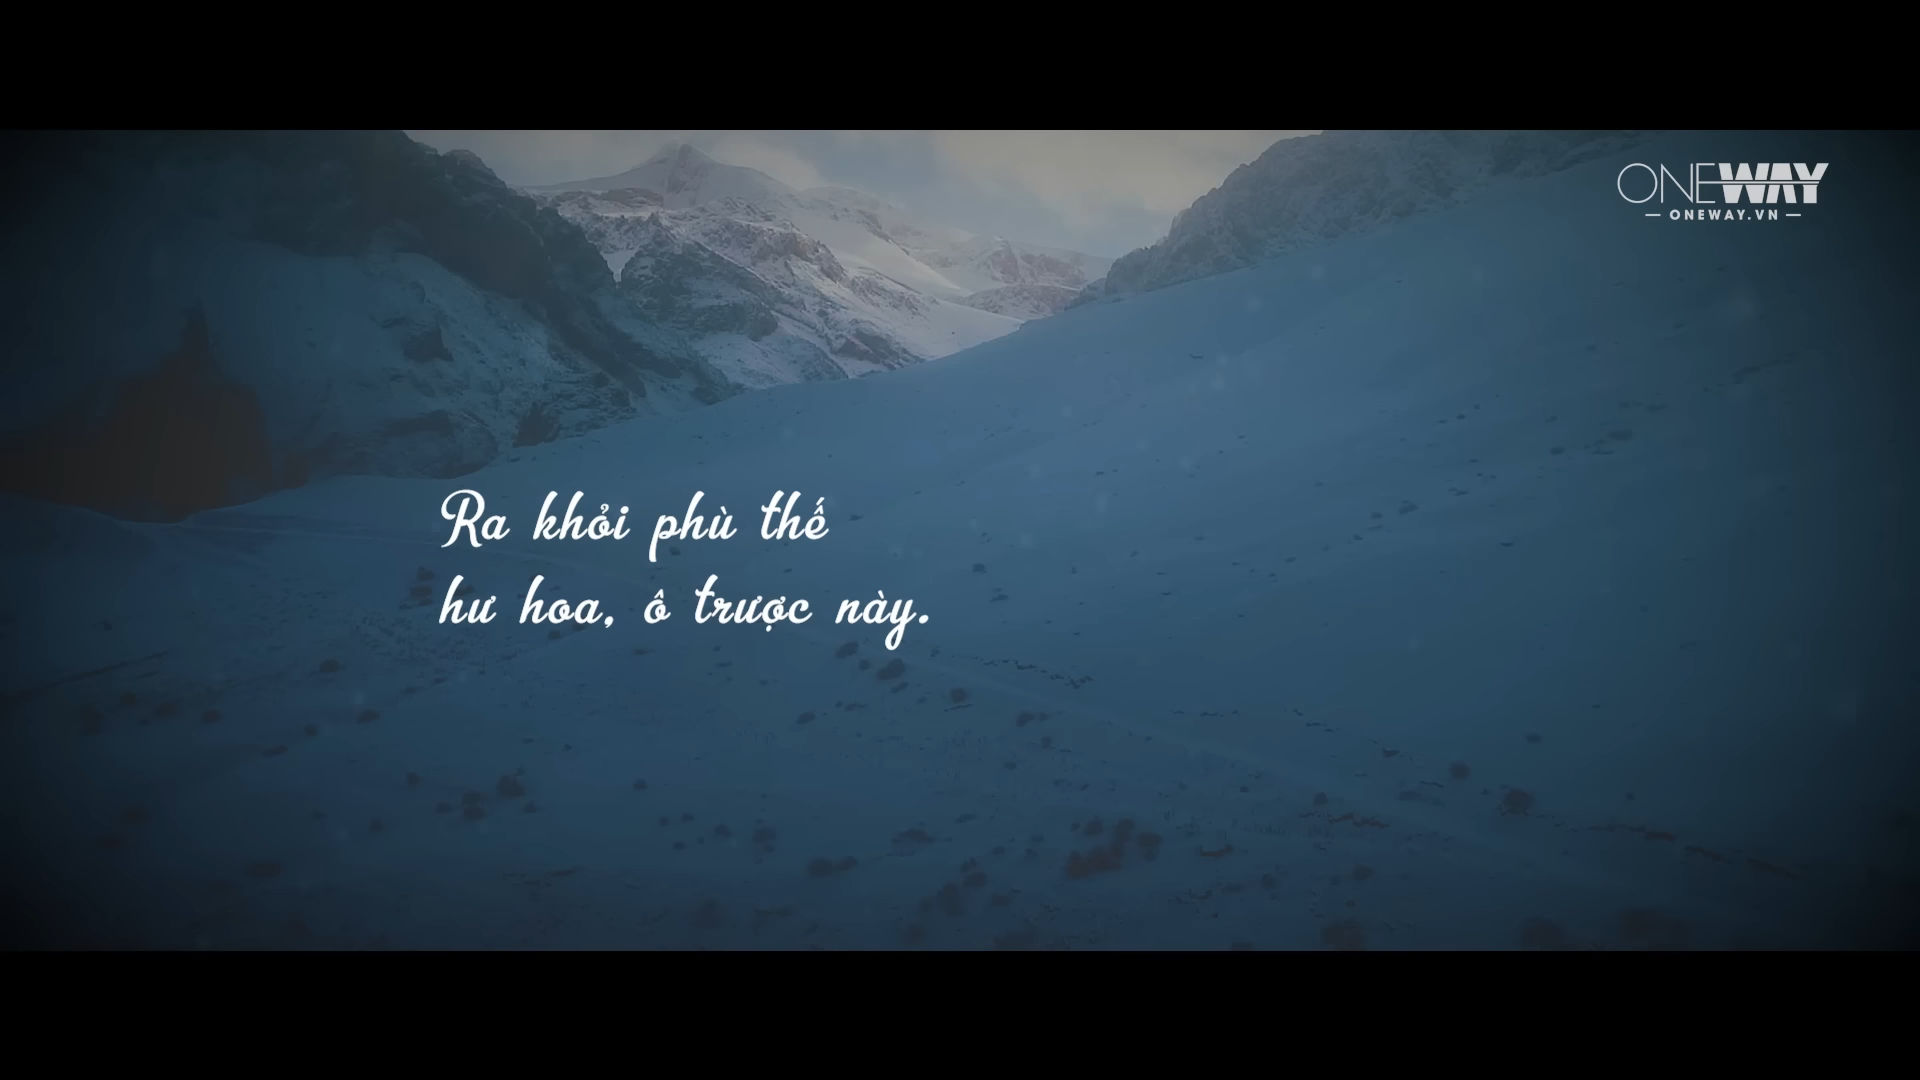 ONEWAY
ONEWAY.VN
Ra khỏi phù thế
hư hoa, ô trược này.